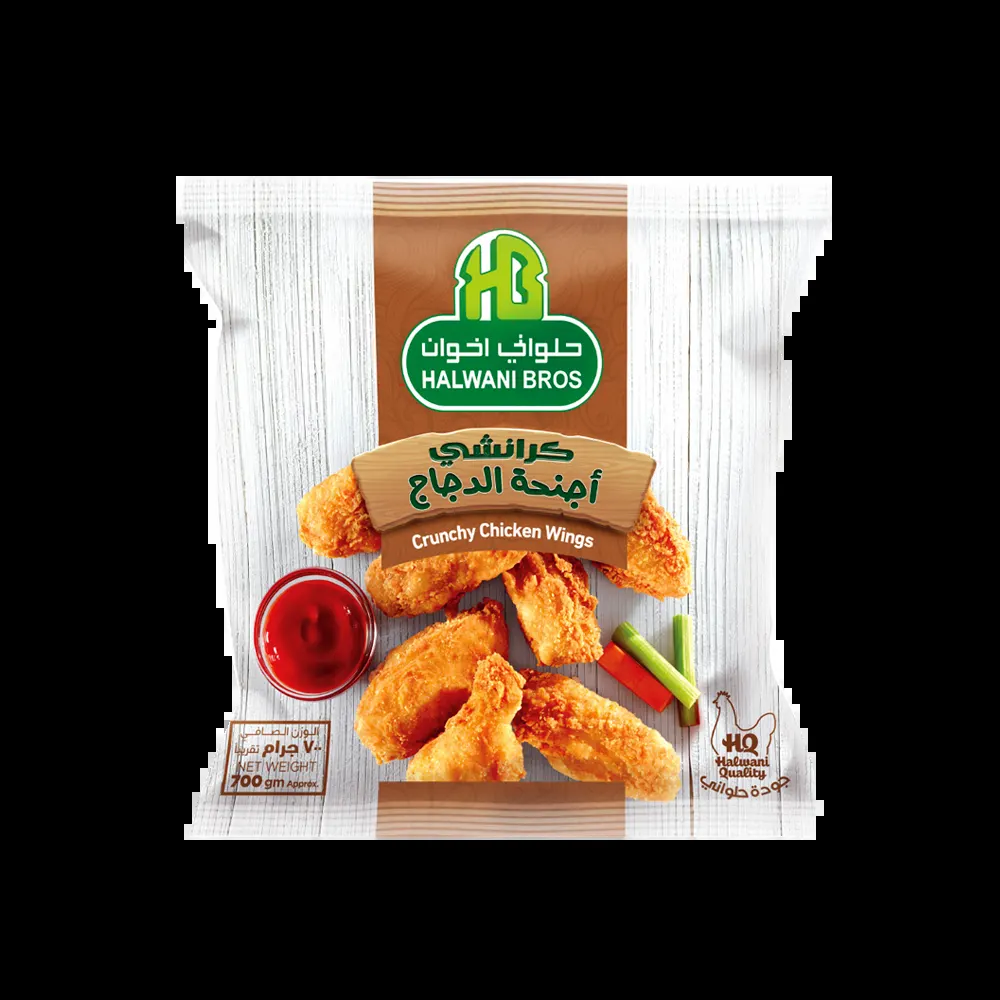 HB
حلواني اخوان
HALWANI BROS
كرانشي
أجنحة الدجاج
Crunchy Chicken Wings
الوزن الصافي
٧٠٠ جرام تقريباً
NET WEIGHT
700 gm Approx.
HQ
Halwani
Quality
جودة حلواني